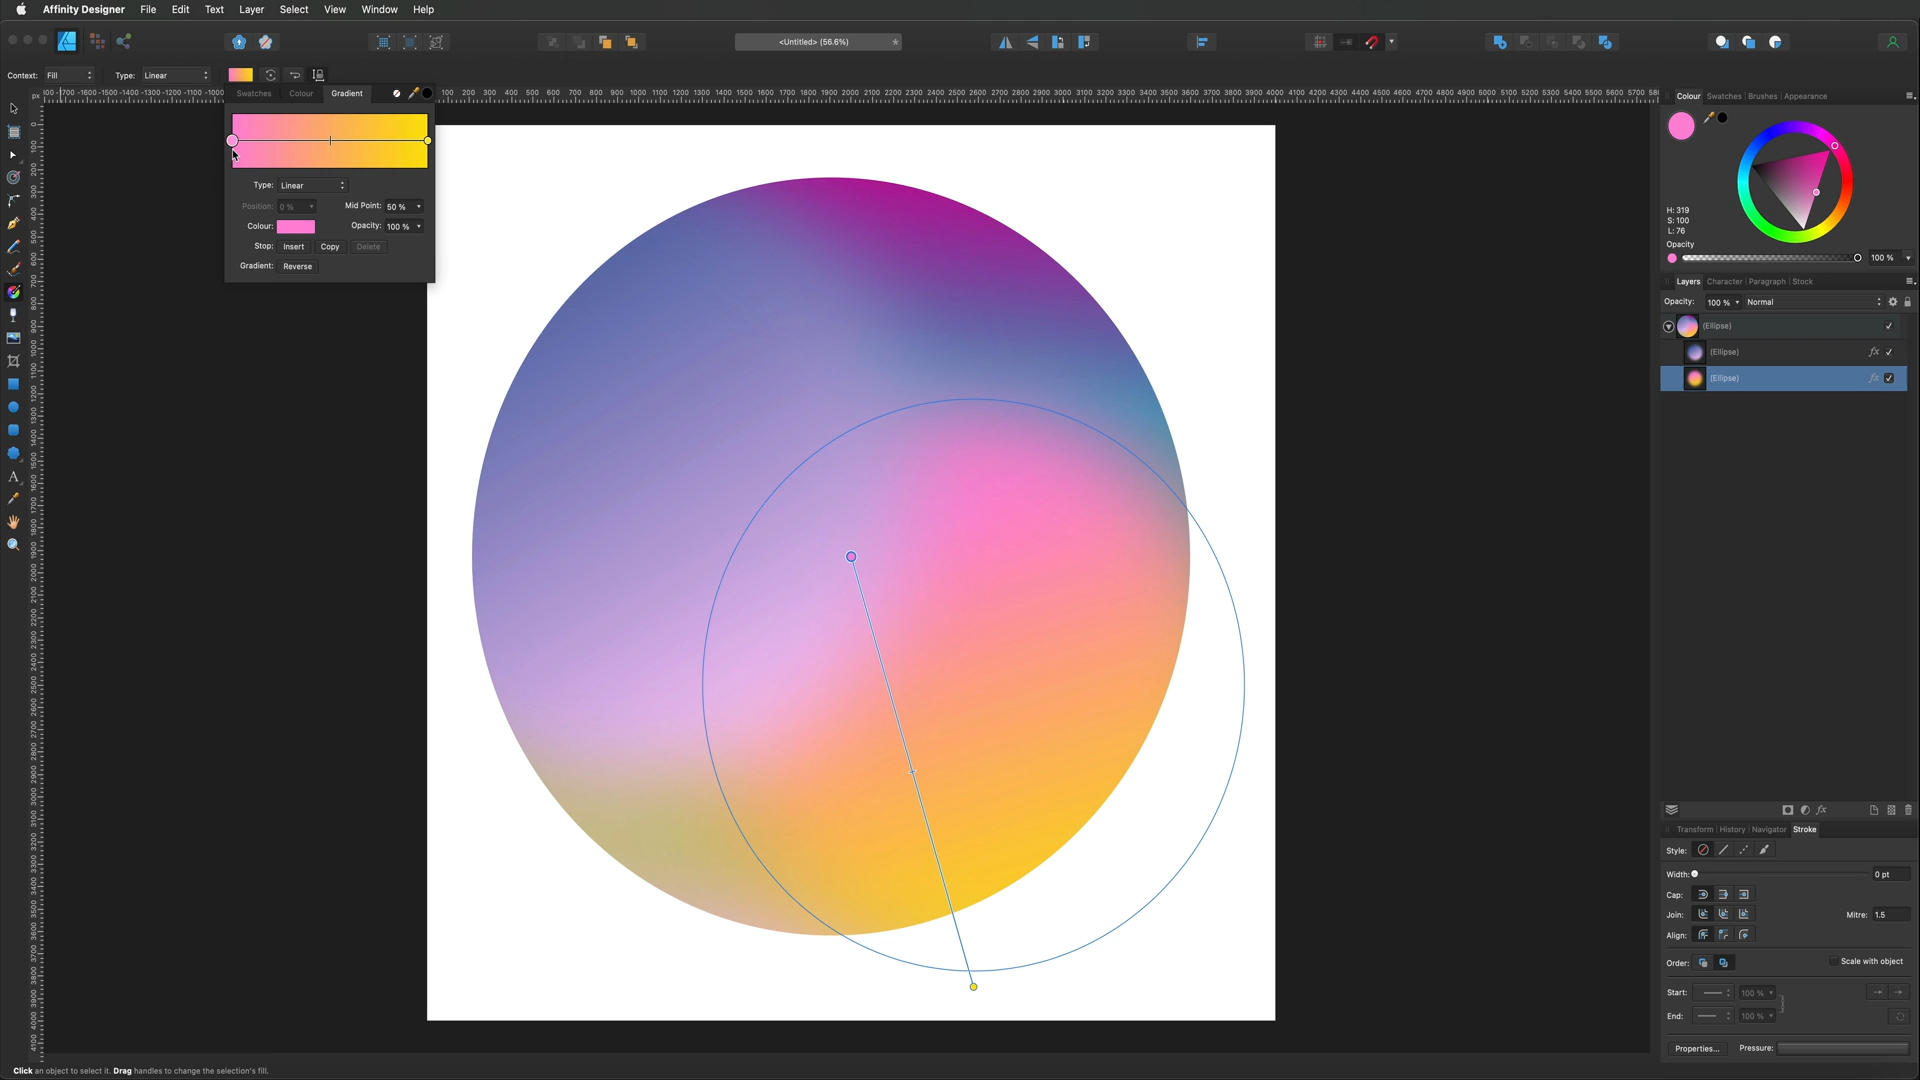 Affinity Designer File Edit Text Layer Select View Window Help
<Untitled> (56.6%)
Context: Fill Type: Linear
Swatches Colour Gradient
Type: Linear
Position: 0 % Mid Point: 50 %
Colour: Opacity: 100 %
Stop: Insert Copy Delete
Gradient: Reverse
Colour Swatches Brushes Appearance
H: 319
S: 100
L: 76
Opacity
100 %
Layers Character Paragraph Stock
Opacity: 100 % Normal
(Ellipse)
(Ellipse) fx
(Ellipse) fx
fx
Transform History Navigator Stroke
Style:
Width: 0 pt
Cap:
Join: Mitre: 1.5
Align:
Order: Scale with object
Start: 100 %
End: 100 %
Properties... Pressure:
Click an object to select it. Drag handles to change the selection's fill.